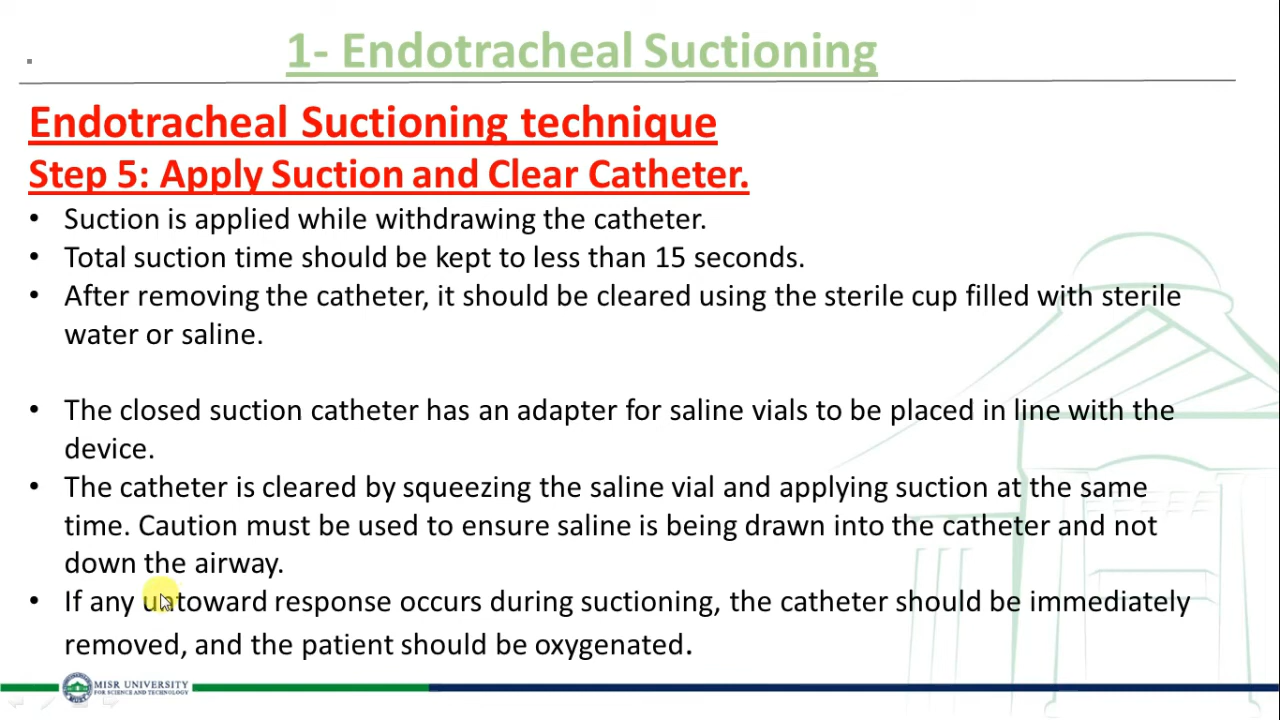 1- Endotracheal Suctioning
Endotracheal Suctioning technique
Step 5: Apply Suction and Clear Catheter.
• Suction is applied while withdrawing the catheter.
• Total suction time should be kept to less than 15 seconds.
• After removing the catheter, it should be cleared using the sterile cup filled with sterile
water or saline.
• The closed suction catheter has an adapter for saline vials to be placed in line with the
device.
• The catheter is cleared by squeezing the saline vial and applying suction at the same
time. Caution must be used to ensure saline is being drawn into the catheter and not
down the airway.
• If any untoward response occurs during suctioning, the catheter should be immediately
removed, and the patient should be oxygenated.
MISR UNIVERSITY
FOR SCIENCE AND TECHNOLOGY